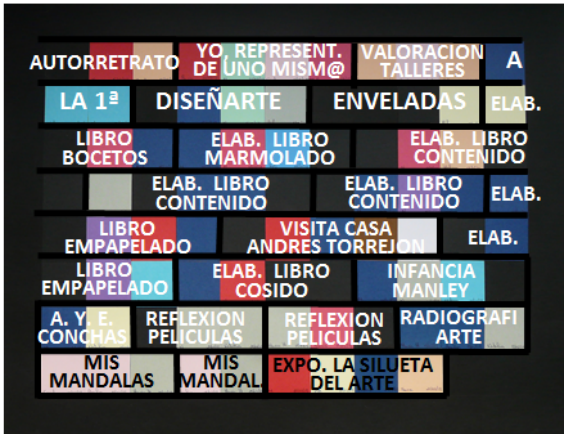 AUTORRETRATO
YO, REPRESENT.
DE UNO MISM@
VALORACION
TALLERES
A
LA 1ª
DISEÑARTE
ENVELADAS
ELAB.
LIBRO
BOCETOS
ELAB. LIBRO
MARMOLADO
ELAB. LIBRO
CONTENIDO
ELAB. LIBRO
CONTENIDO
ELAB. LIBRO
CONTENIDO
ELAB.
LIBRO
EMPAPELADO
VISITA CASA
ANDRES TORREJON
ELAB.
LIBRO
EMPAPELADO
ELAB. LIBRO
COSIDO
INFANCIA
MANLEY
A. Y. E.
CONCHAS
REFLEXION
PELICULAS
REFLEXION
PELICULAS
RADIOGRAFI
ARTE
MIS
MANDALAS
MIS
MANDAL.
EXPO. LA SILUETA
DEL ARTE